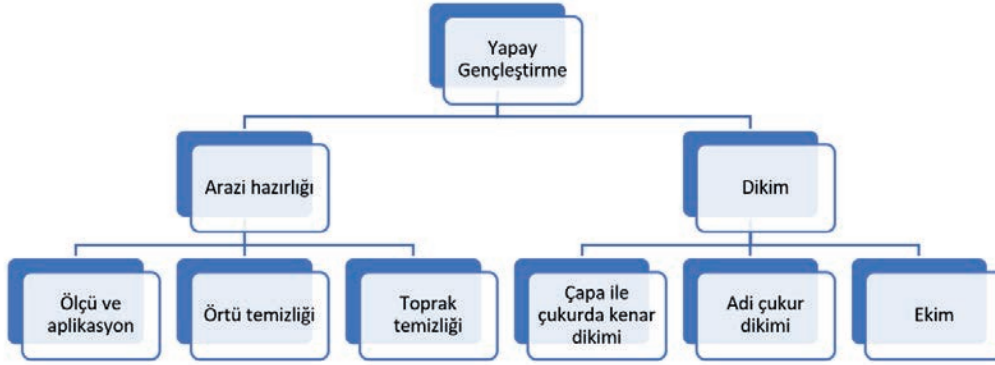 Yapay
Gençleştirme
Arazi hazırlığı
Dikim
Ölçü ve
aplikasyon
Örtü temizliği
Toprak
temizliği
Çapa ile
çukurda kenar
dikimi
Adi çukur
dikimi
Ekim